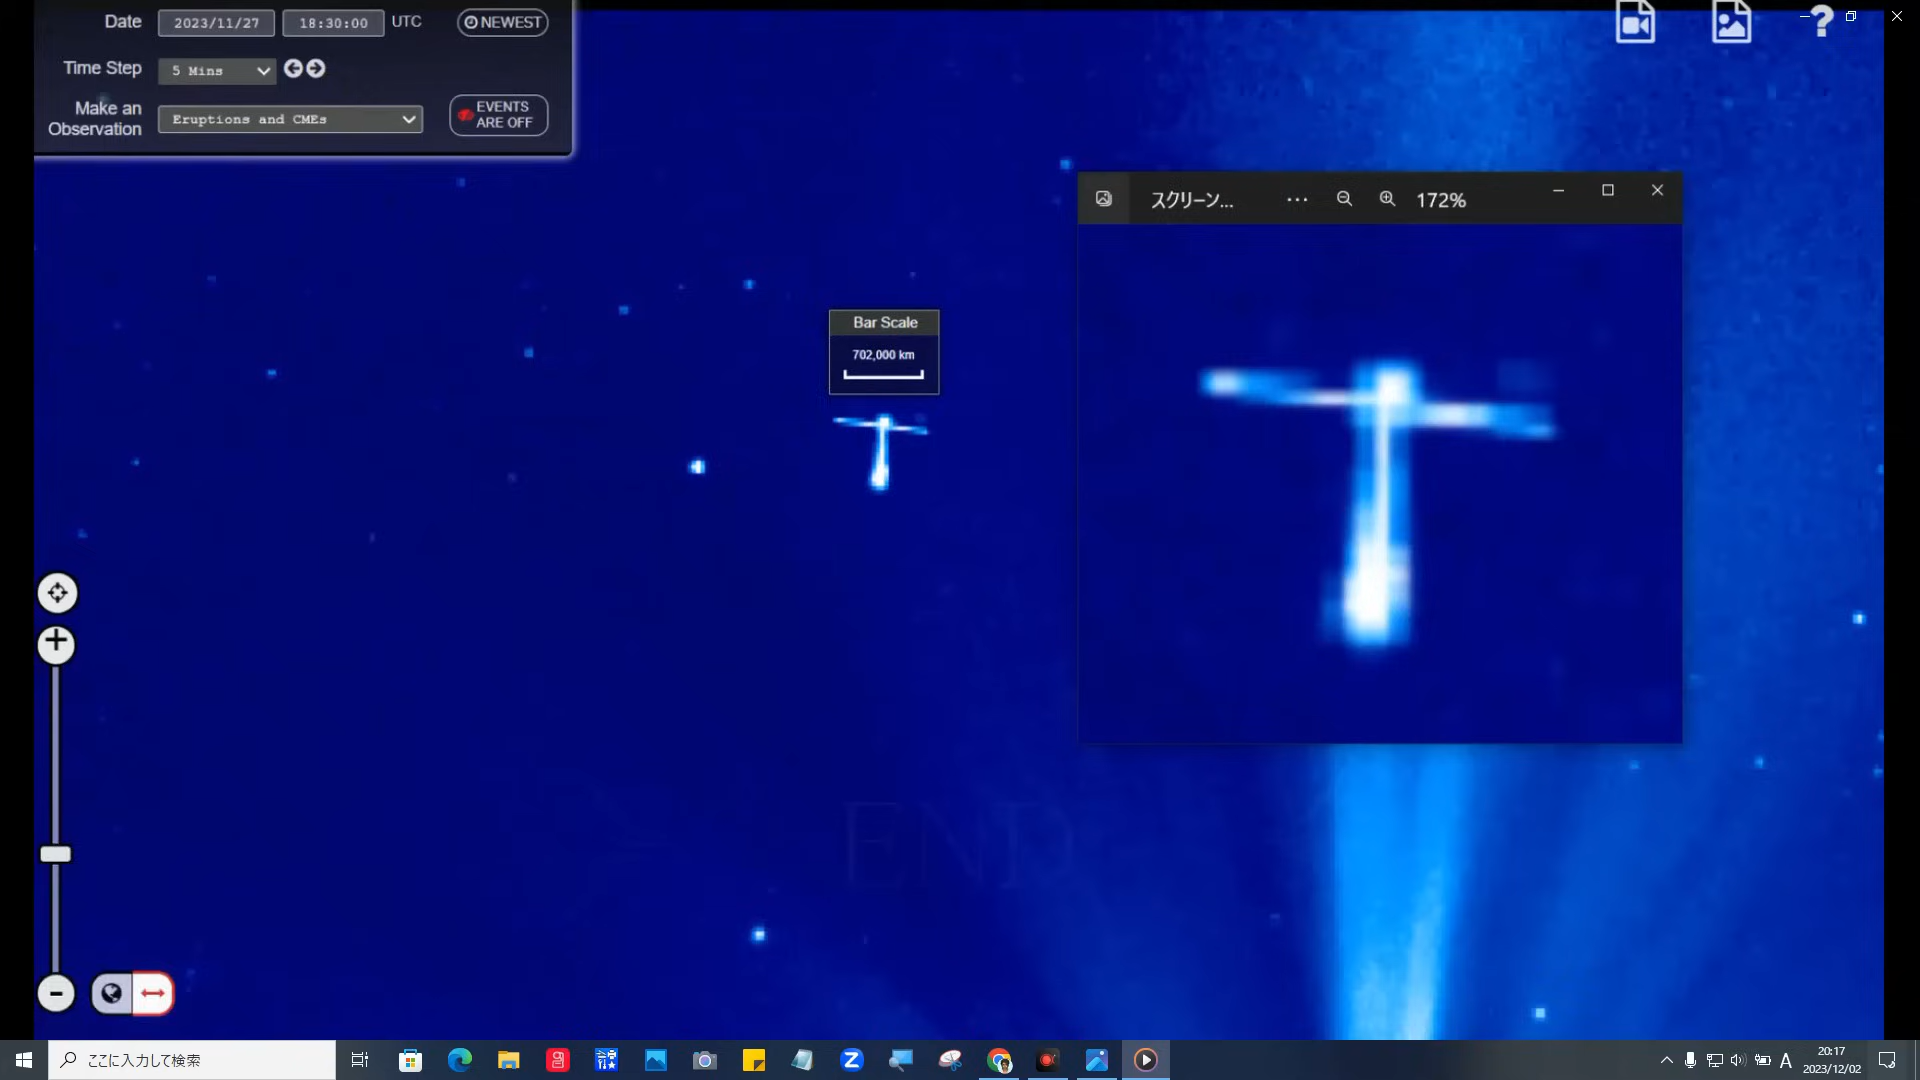 Date 2023/11/27 18:30:00 UTC NEWEST
Time Step 5 Mins
Make an Observation Eruptions and CMEs EVENTS ARE OFF
スクリーン... ... 172%
Bar Scale
702,000 km
END
ここに入力して検索
A 20:17
2023/12/02